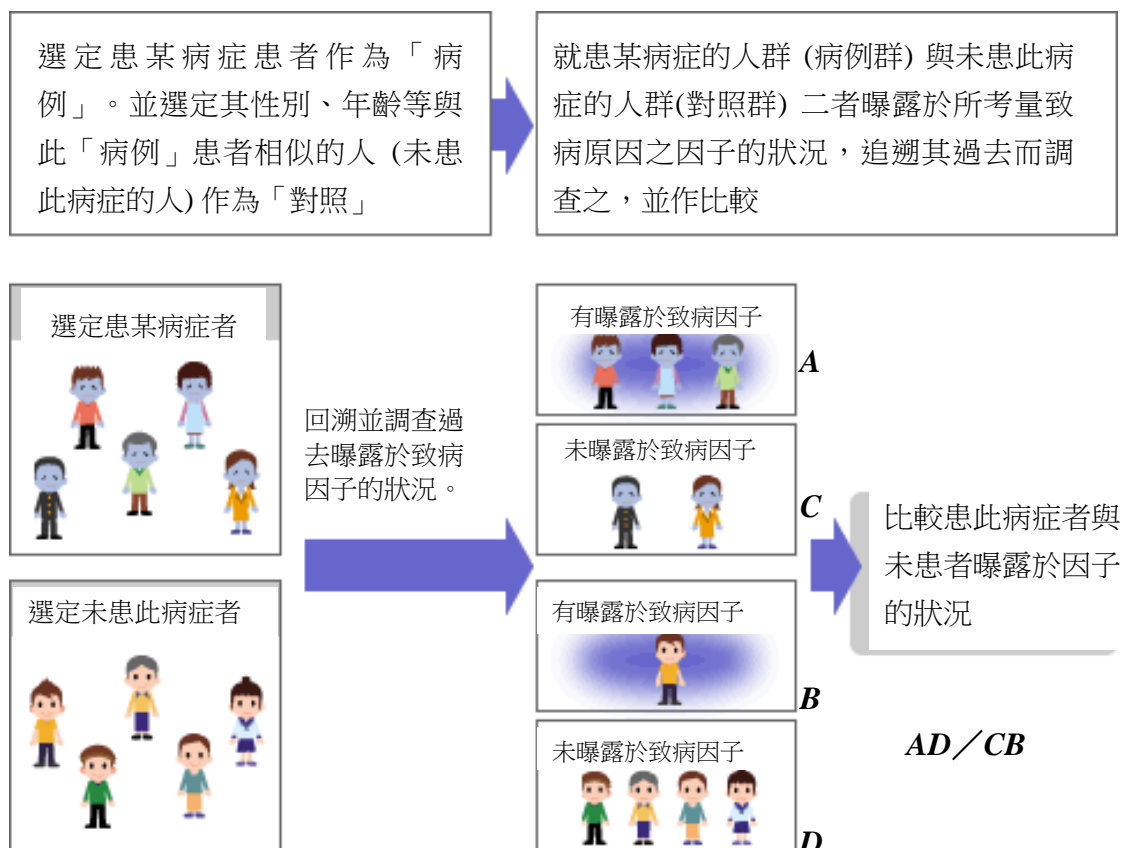 選定患某病症患者作為「病
例」。並選定其性別、年齡等與
此「病例」患者相似的人 (未患
此病症的人) 作為「對照」
就患某病症的人群 (病例群) 與未患此病
症的人群(對照群) 二者曝露於所考量致
病原因之因子的狀況，追遡其過去而調
查之，並作比較
選定患某病症者
回溯並調查過
去曝露於致病
因子的狀況。
有曝露於致病因子
A
未曝露於致病因子
C
選定未患此病症者
有曝露於致病因子
B
未曝露於致病因子
D
比較患此病症者與
未患者曝露於因子
的狀況
AD／CB